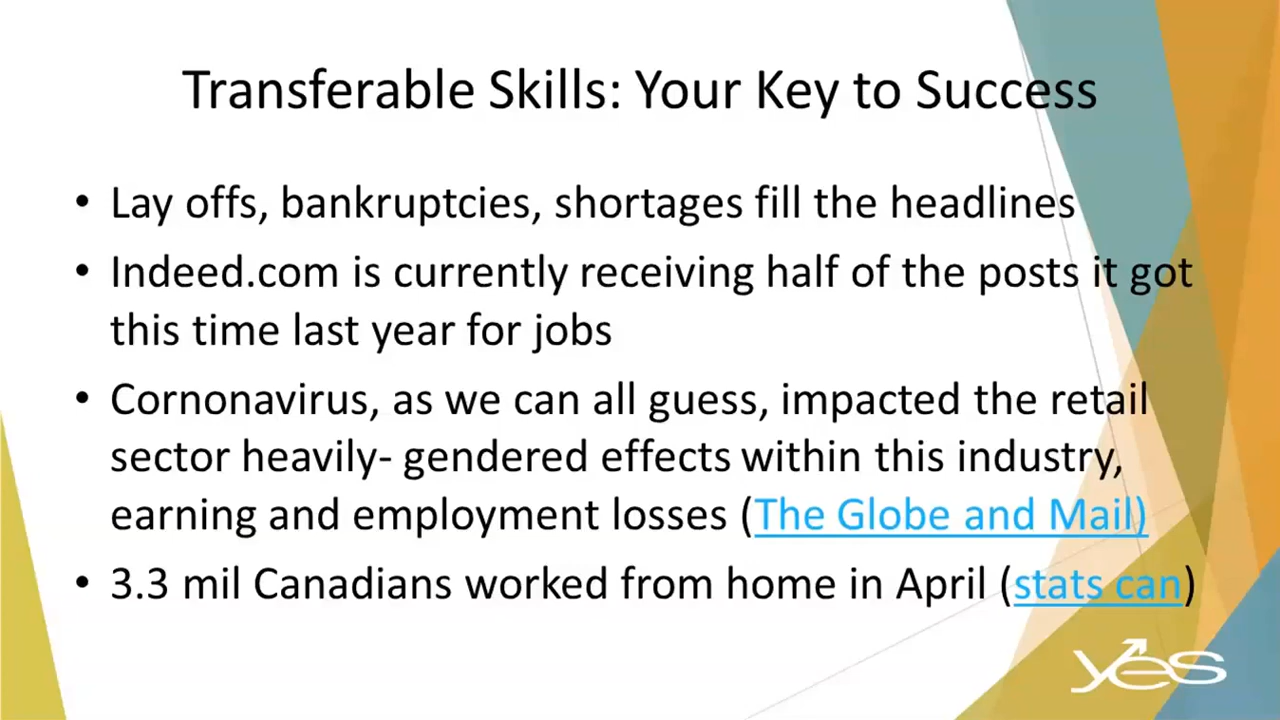 Transferable Skills: Your Key to Success
• Lay offs, bankruptcies, shortages fill the headlines
• Indeed.com is currently receiving half of the posts it got
this time last year for jobs
• Cornonavirus, as we can all guess, impacted the retail
sector heavily- gendered effects within this industry,
earning and employment losses (The Globe and Mail)
• 3.3 mil Canadians worked from home in April (stats can)
yes